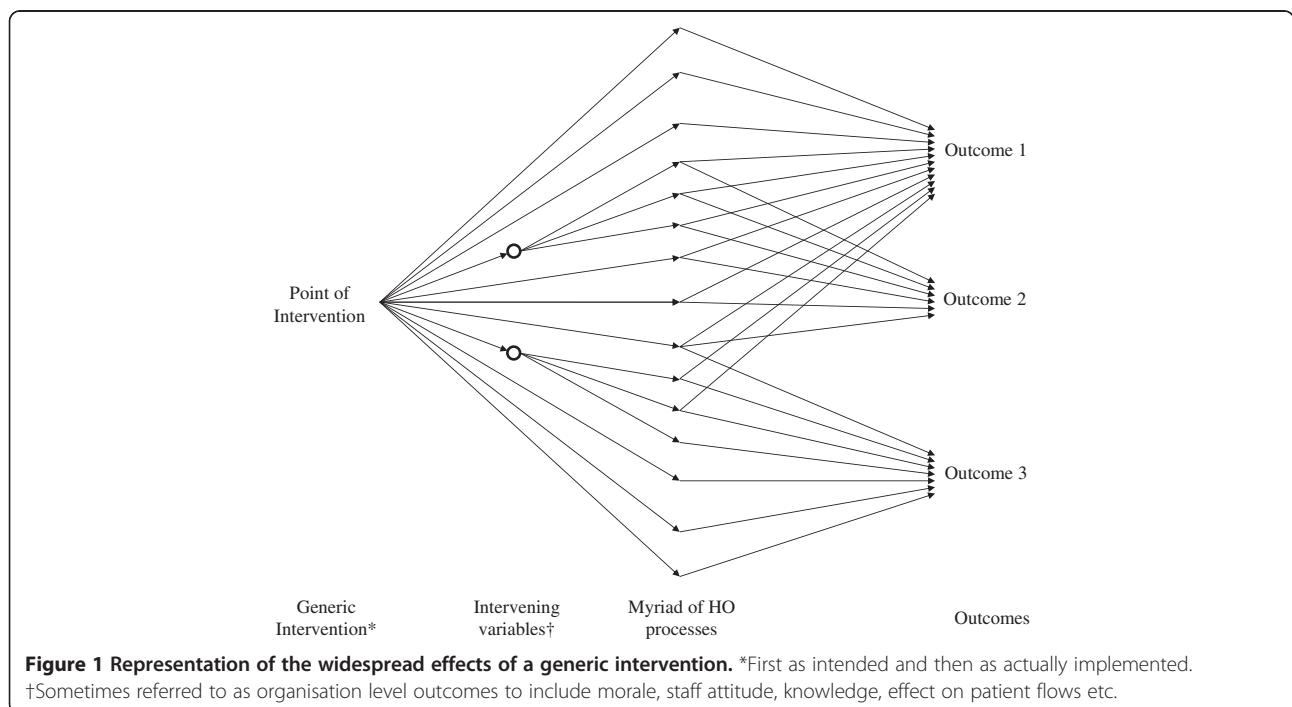 Outcome 1
Point of
Intervention
Outcome 2
Outcome 3
Generic
Intervention*
Intervening
variables†
Myriad of HO
processes
Outcomes
Figure 1 Representation of the widespread effects of a generic intervention. *First as intended and then as actually implemented.
†Sometimes referred to as organisation level outcomes to include morale, staff attitude, knowledge, effect on patient flows etc.